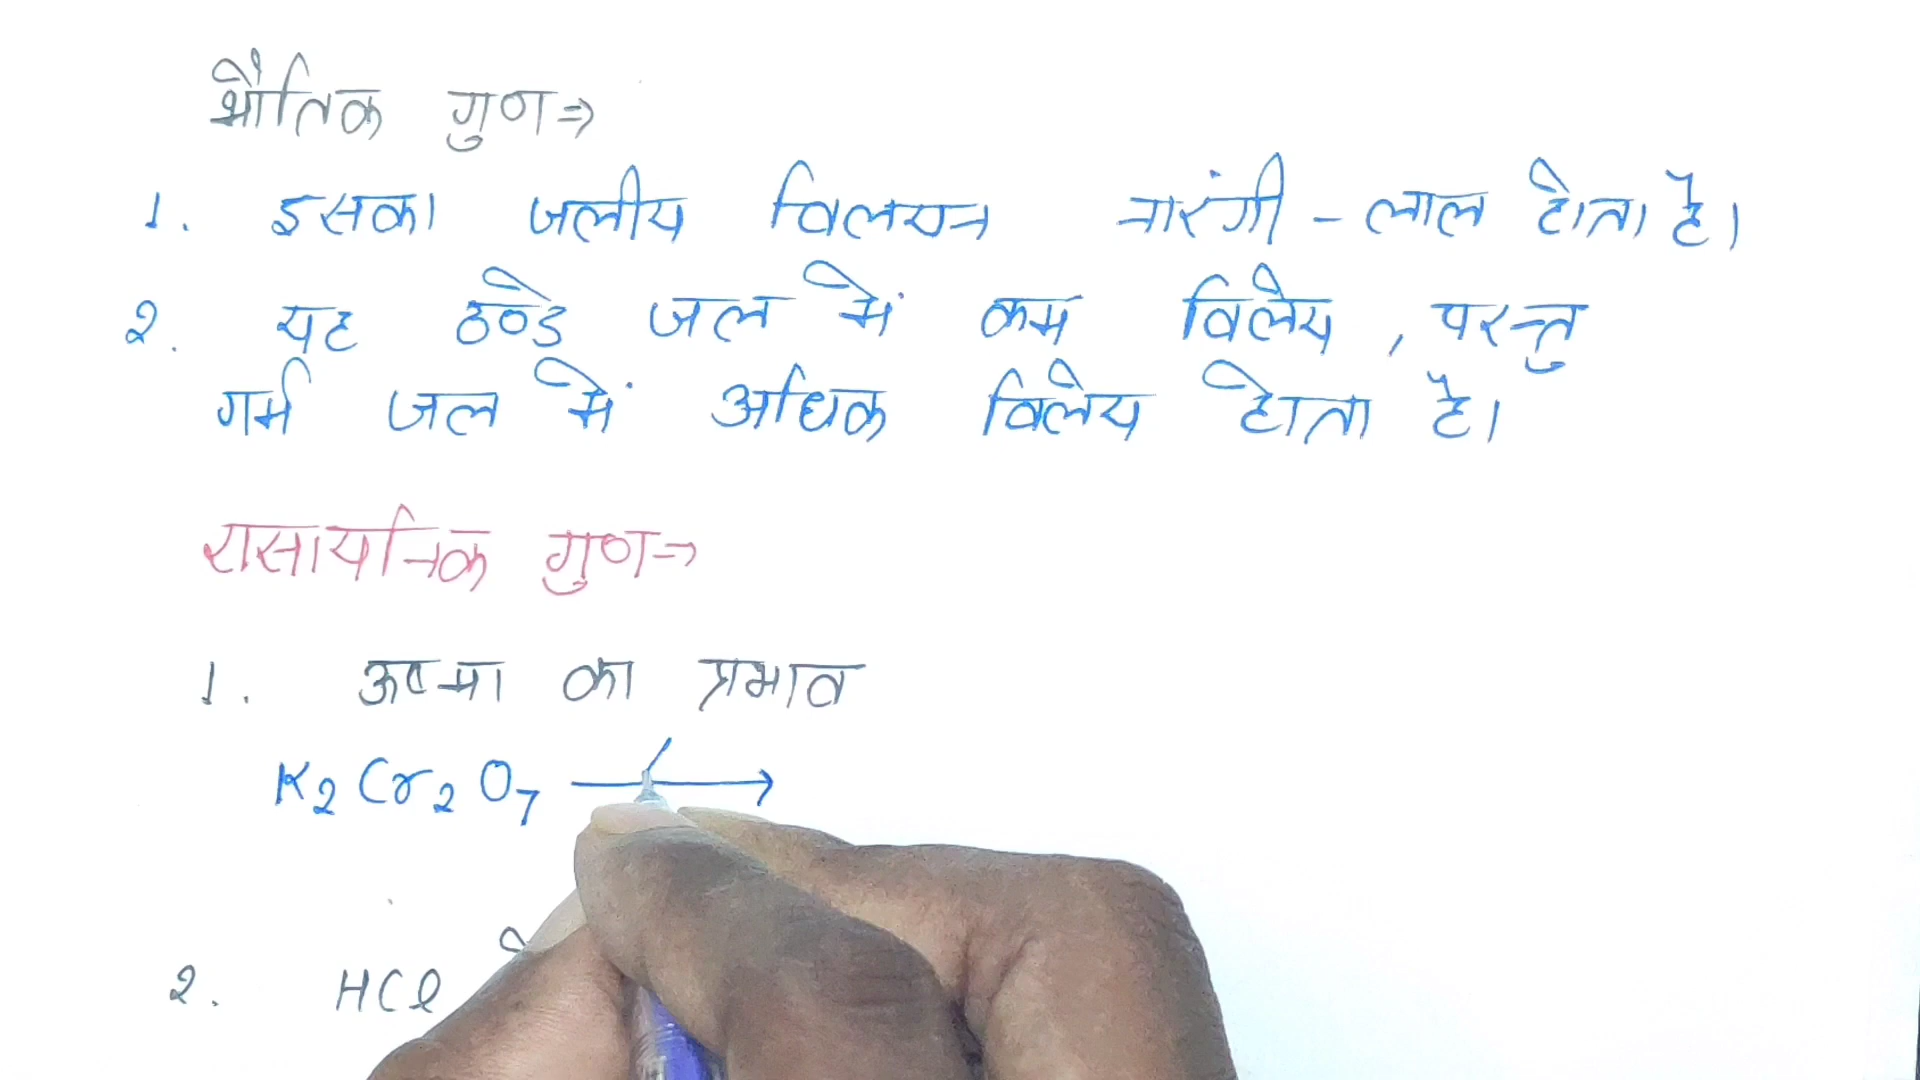 भौतिक गुण⇒
1. इसका जलीय विलयन नारंगी - लाल होता है।
2. यह ठण्डे जल में कम विलेय, परन्तु
गर्म जल में अधिक विलेय होता है।
रासायनिक गुण⇒
1. ऊष्मा का प्रभाव
K2Cr2O7 →
2. HCl